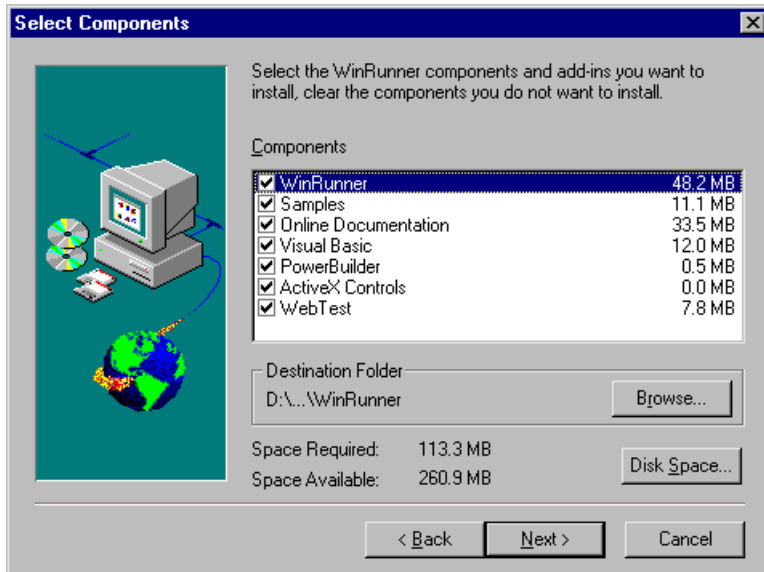 Select Components
Select the WinRunner components and add-ins you want to
install, clear the components you do not want to install.
Components
WinRunner 48.2 MB
Samples 11.1 MB
Online Documentation 33.5 MB
Visual Basic 12.0 MB
PowerBuilder 0.5 MB
ActiveX Controls 0.0 MB
WebTest 7.8 MB
Destination Folder
D:\...\WinRunner Browse...
Space Required: 113.3 MB
Space Available: 260.9 MB
Disk Space...
< Back Next > Cancel